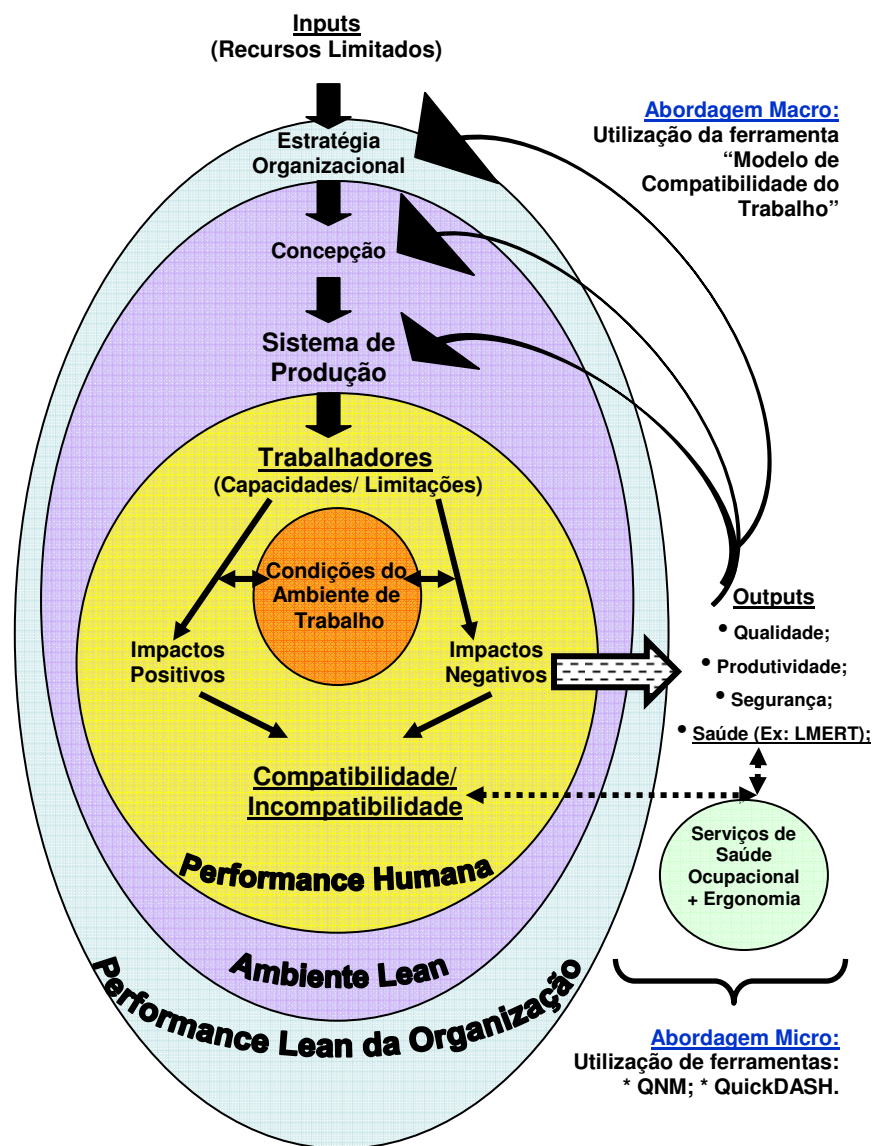 Inputs
(Recursos Limitados)
Abordagem Macro:
Utilização da ferramenta
“Modelo de
Compatibilidade do
Trabalho”
Estratégia
Organizacional
Concepção
Sistema de
Produção
Trabalhadores
(Capacidades/ Limitações)
Condições do
Ambiente de
Trabalho
Impactos
Positivos
Impactos
Negativos
Compatibilidade/
Incompatibilidade
Performance Humana
Ambiente Lean
Performance Lean da Organização
Outputs
• Qualidade;
• Produtividade;
• Segurança;
• Saúde (Ex: LMERT);
Serviços de
Saúde
Ocupacional
+ Ergonomia
Abordagem Micro:
Utilização de ferramentas:
* QNM; * QuickDASH.